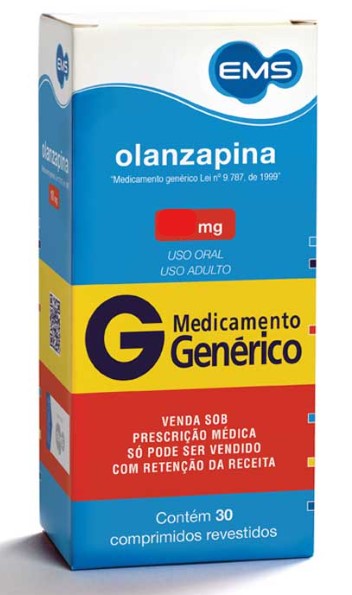 EMS
olanzapina
"Medicamento genérico Lei nº 9.787, de 1999"
mg
USO ORAL
USO ADULTO
G Medicamento
Genérico
VENDA SOB
PRESCRIÇÃO MÉDICA
SÓ PODE SER VENDIDO
COM RETENÇÃO DA RECEITA
Contém 30
comprimidos revestidos
olanzapina